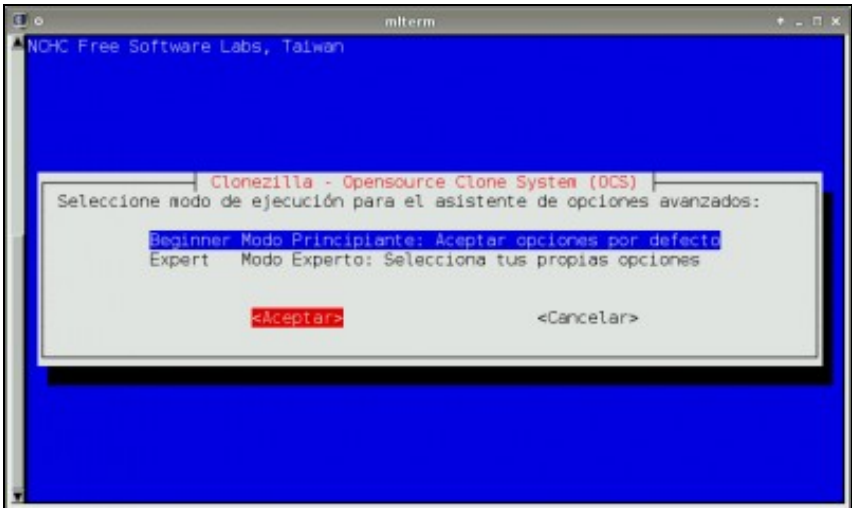 mlterm
NCHC Free Software Labs, Taiwan
Clonezilla - Opensource Clone System (OCS)
Seleccione modo de ejecución para el asistente de opciones avanzados:
Beginner Modo Principiante: Aceptar opciones por defecto
Expert Modo Experto: Selecciona tus propias opciones
<Aceptar> <Cancelar>